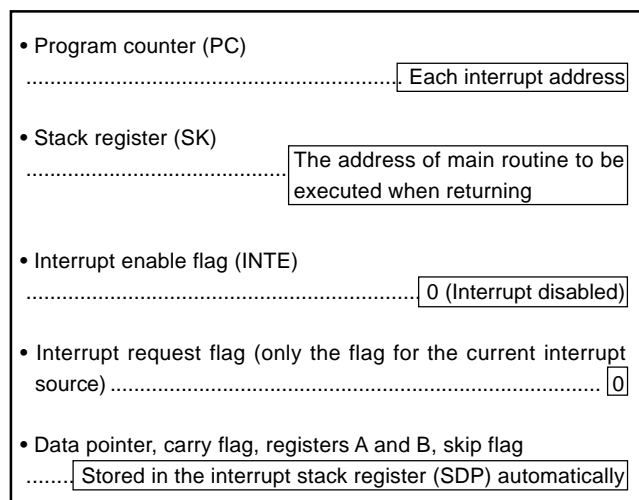 • Program counter (PC)
............................................................... Each interrupt address
• Stack register (SK)
............................................ The address of main routine to be
executed when returning
• Interrupt enable flag (INTE)
.................................................................. 0 (Interrupt disabled)
• Interrupt request flag (only the flag for the current interrupt
source) .................................................................................. 0
• Data pointer, carry flag, registers A and B, skip flag
........ Stored in the interrupt stack register (SDP) automatically